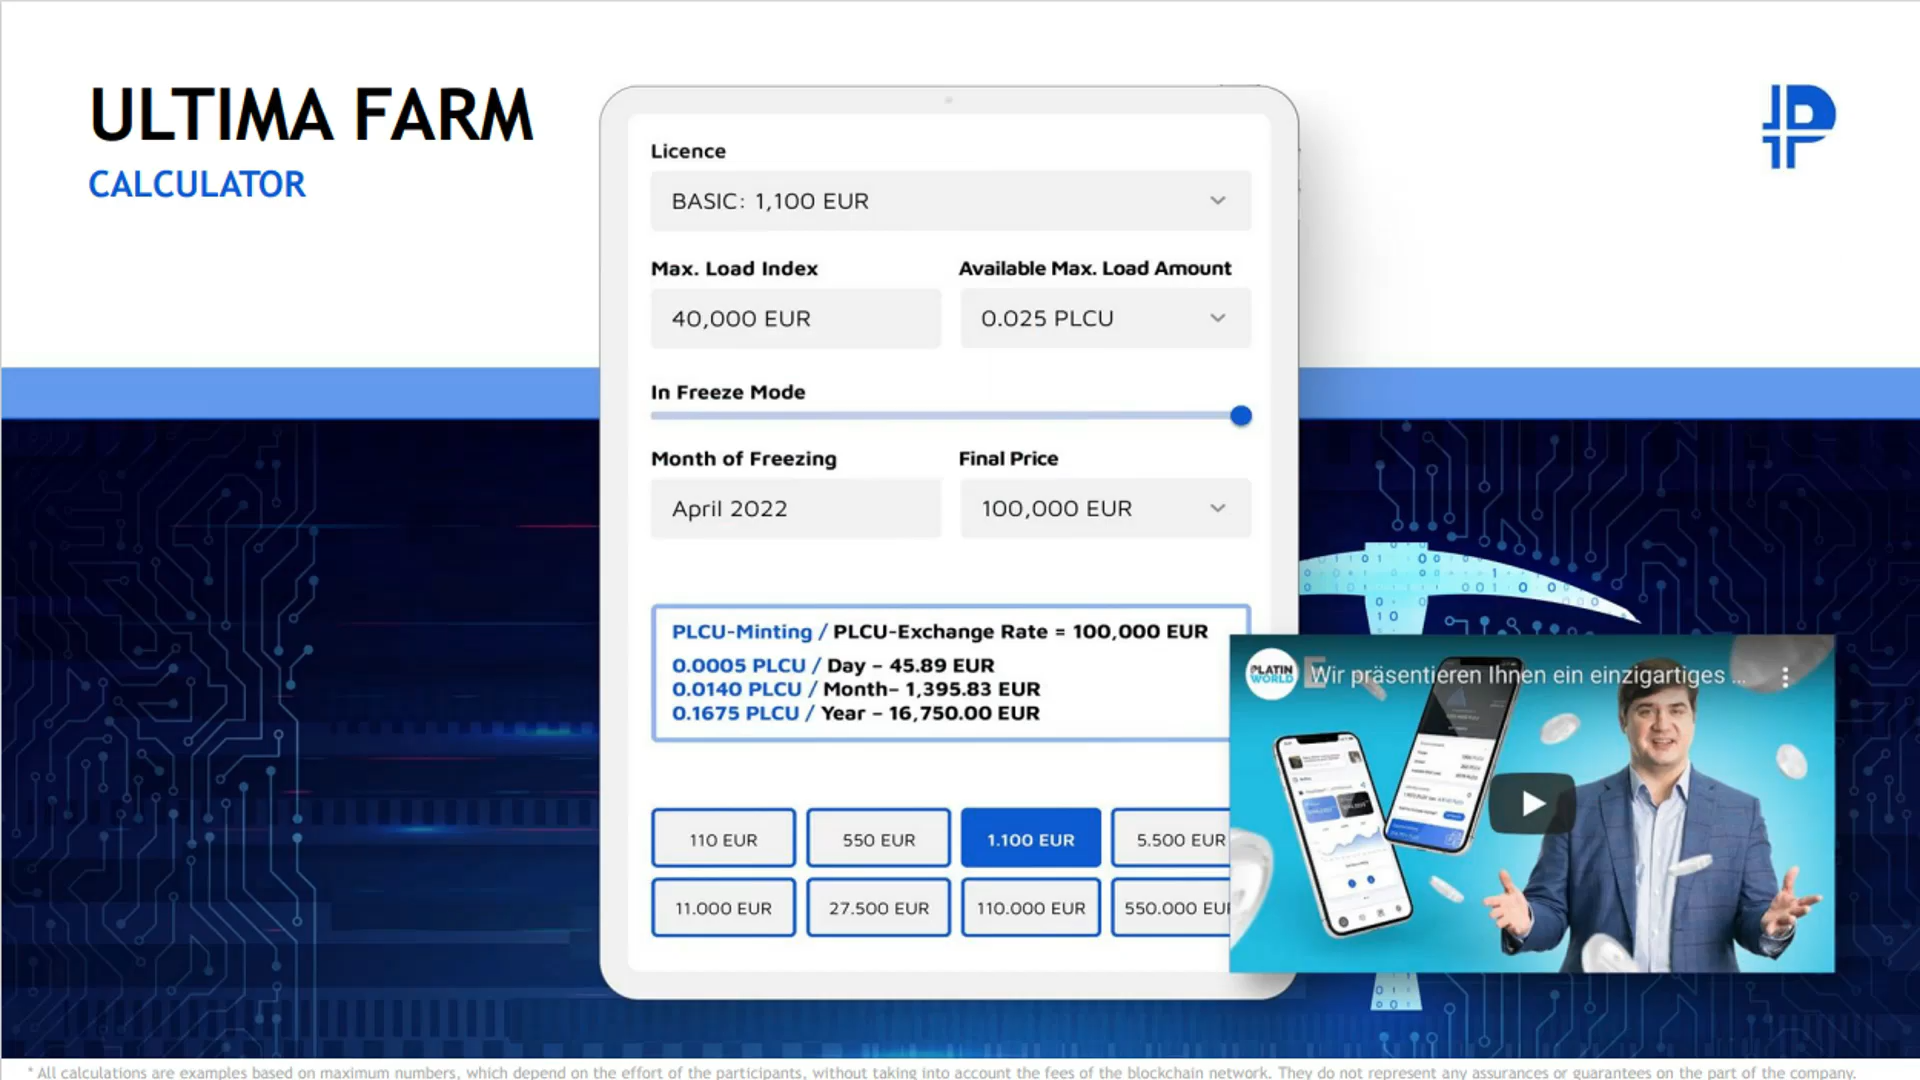 ULTIMA FARM
CALCULATOR
Licence
BASIC: 1,100 EUR
Max. Load Index
Available Max. Load Amount
40,000 EUR
0.025 PLCU
In Freeze Mode
Month of Freezing
Final Price
April 2022
100,000 EUR
PLCU-Minting / PLCU-Exchange Rate = 100,000 EUR
0.0005 PLCU / Day – 45.89 EUR
0.0140 PLCU / Month– 1,395.83 EUR
0.1675 PLCU / Year – 16,750.00 EUR
110 EUR
550 EUR
1.100 EUR
5.500 EUR
11.000 EUR
27.500 EUR
110.000 EUR
550.000 EU
PLATIN
WORLD
Wir präsentieren Ihnen ein einzigartiges ...
* All calculations are examples based on maximum numbers, which depend on the effort of the participants, without taking into account the fees of the blockchain network. They do not represent any assurances or guarantees on the part of the company.